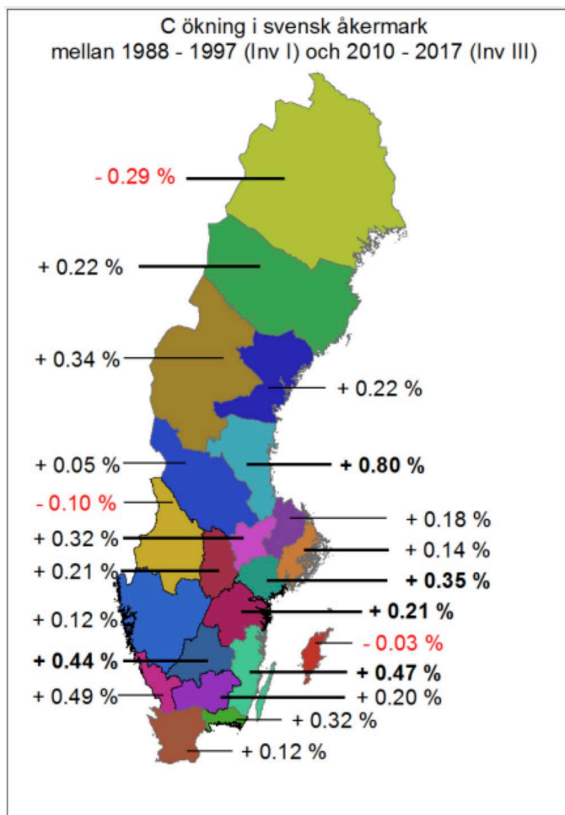 C ökning i svensk åkermark
mellan 1988 - 1997 (Inv I) och 2010 - 2017 (Inv III)
- 0.29 %
+ 0.22 %
+ 0.34 %
+ 0.22 %
+ 0.05 %
+ 0.80 %
- 0.10 %
+ 0.18 %
+ 0.32 %
+ 0.14 %
+ 0.21 %
+ 0.35 %
+ 0.12 %
+ 0.21 %
- 0.03 %
+ 0.44 %
+ 0.47 %
+ 0.49 %
+ 0.20 %
+ 0.32 %
+ 0.12 %